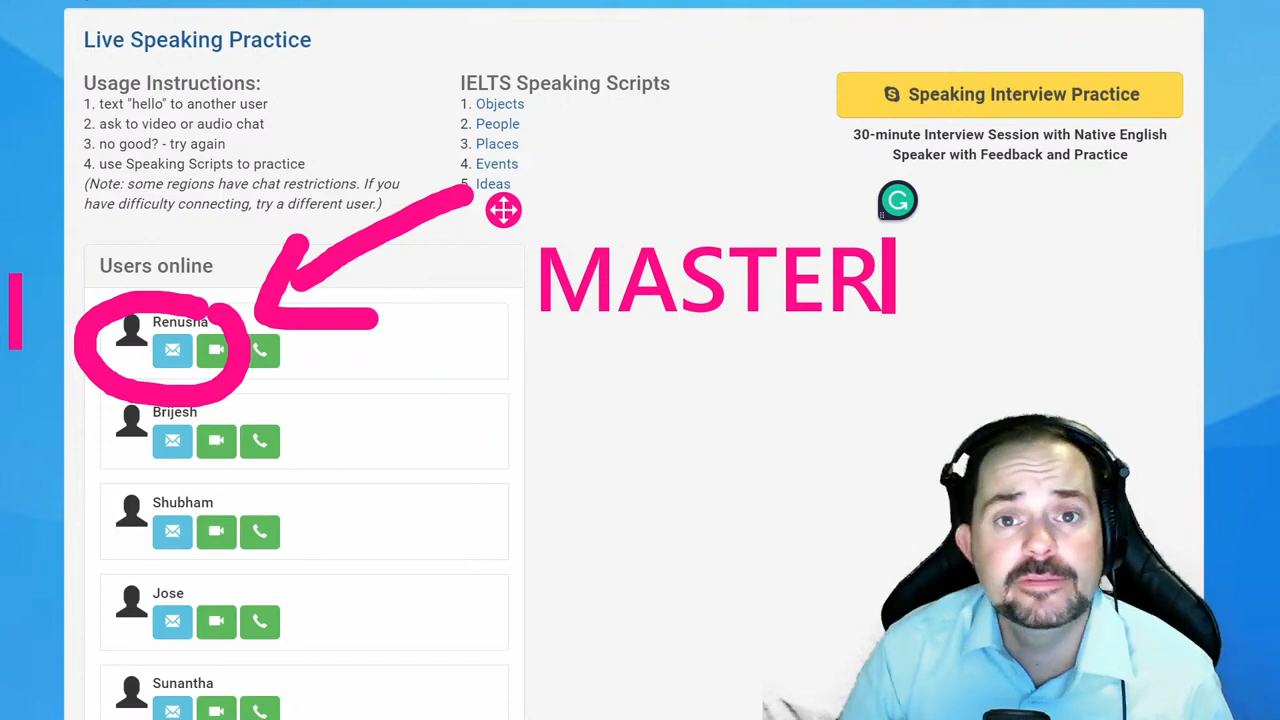 Live Speaking Practice
Usage Instructions:
1. text "hello" to another user
2. ask to video or audio chat
3. no good? - try again
4. use Speaking Scripts to practice
(Note: some regions have chat restrictions. If you
have difficulty connecting, try a different user.)
IELTS Speaking Scripts
1. Objects
2. People
3. Places
4. Events
5. Ideas
Speaking Interview Practice
30-minute Interview Session with Native English
Speaker with Feedback and Practice
MASTER
Users online
Renusha
Brijesh
Shubham
Jose
Sunantha